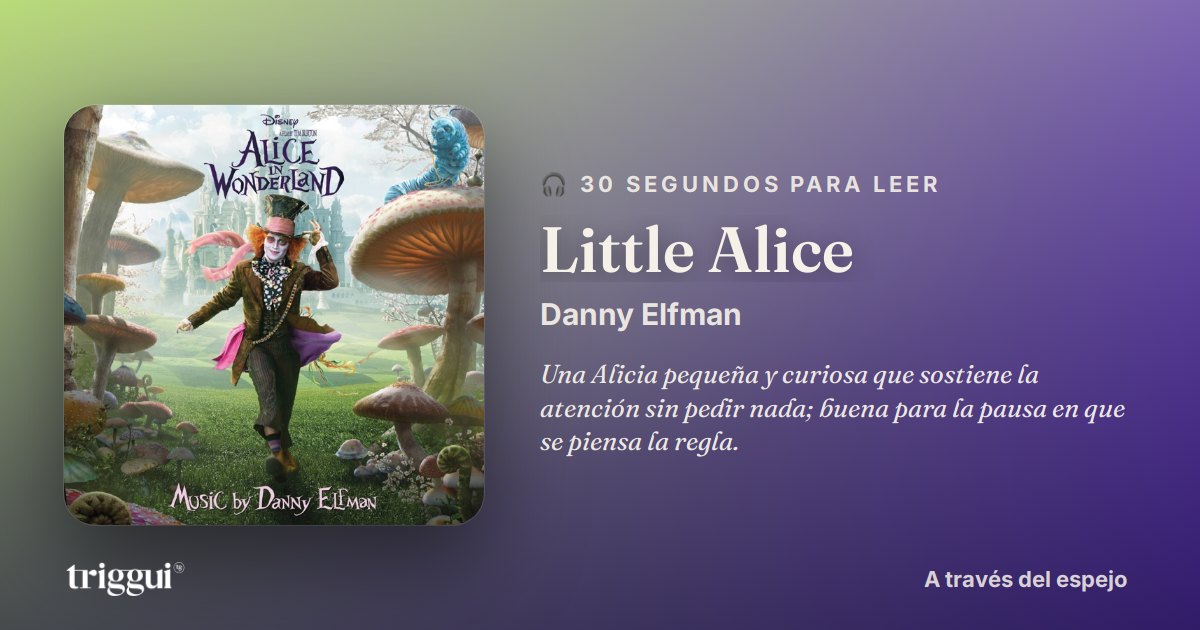 Disney
ALICE
IN
WONDERLAND
MUSIC by DANNY ELFMAN
🎧 30 SEGUNDOS PARA LEER
Little Alice
Danny Elfman
Una Alicia pequeña y curiosa que sostiene la
atención sin pedir nada; buena para la pausa en que
se piensa la regla.
triggui
A través del espejo